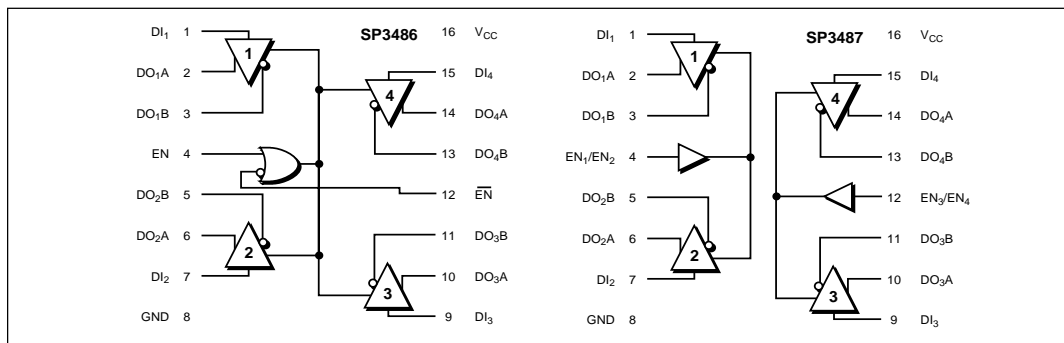 SP3486
DI₁ 1
DO₁A 2
DO₁B 3
EN 4
DO₂B 5
DO₂A 6
DI₂ 7
GND 8
1
2
4
3
16 V_CC
15 DI₄
14 DO₄A
13 DO₄B
12 E̅N̅
11 DO₃B
10 DO₃A
9 DI₃
SP3487
DI₁ 1
DO₁A 2
DO₁B 3
EN₁/EN₂ 4
DO₂B 5
DO₂A 6
DI₂ 7
GND 8
1
2
4
3
16 V_CC
15 DI₄
14 DO₄A
13 DO₄B
12 EN₃/EN₄
11 DO₃B
10 DO₃A
9 DI₃